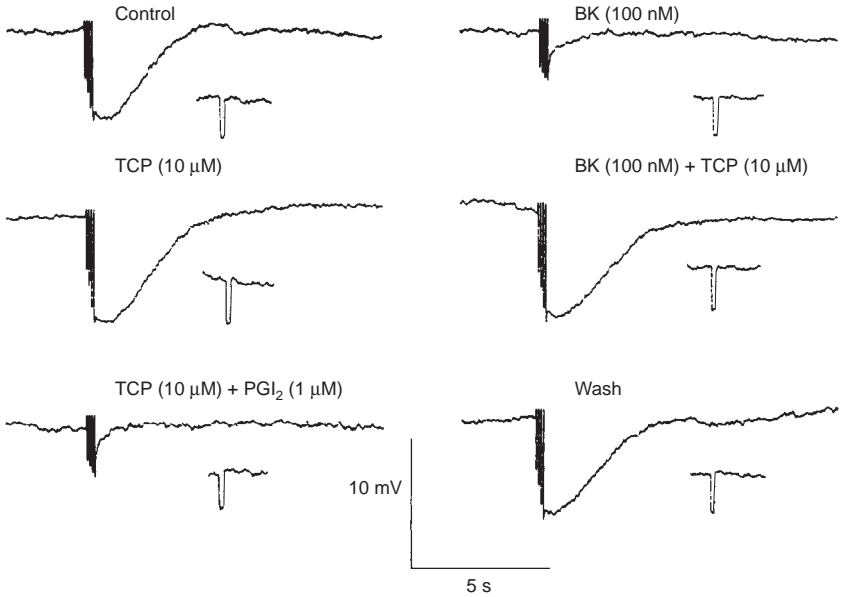 Control
BK (100 nM)
TCP (10 μM)
BK (100 nM) + TCP (10 μM)
TCP (10 μM) + PGI₂ (1 μM)
Wash
10 mV
5 s